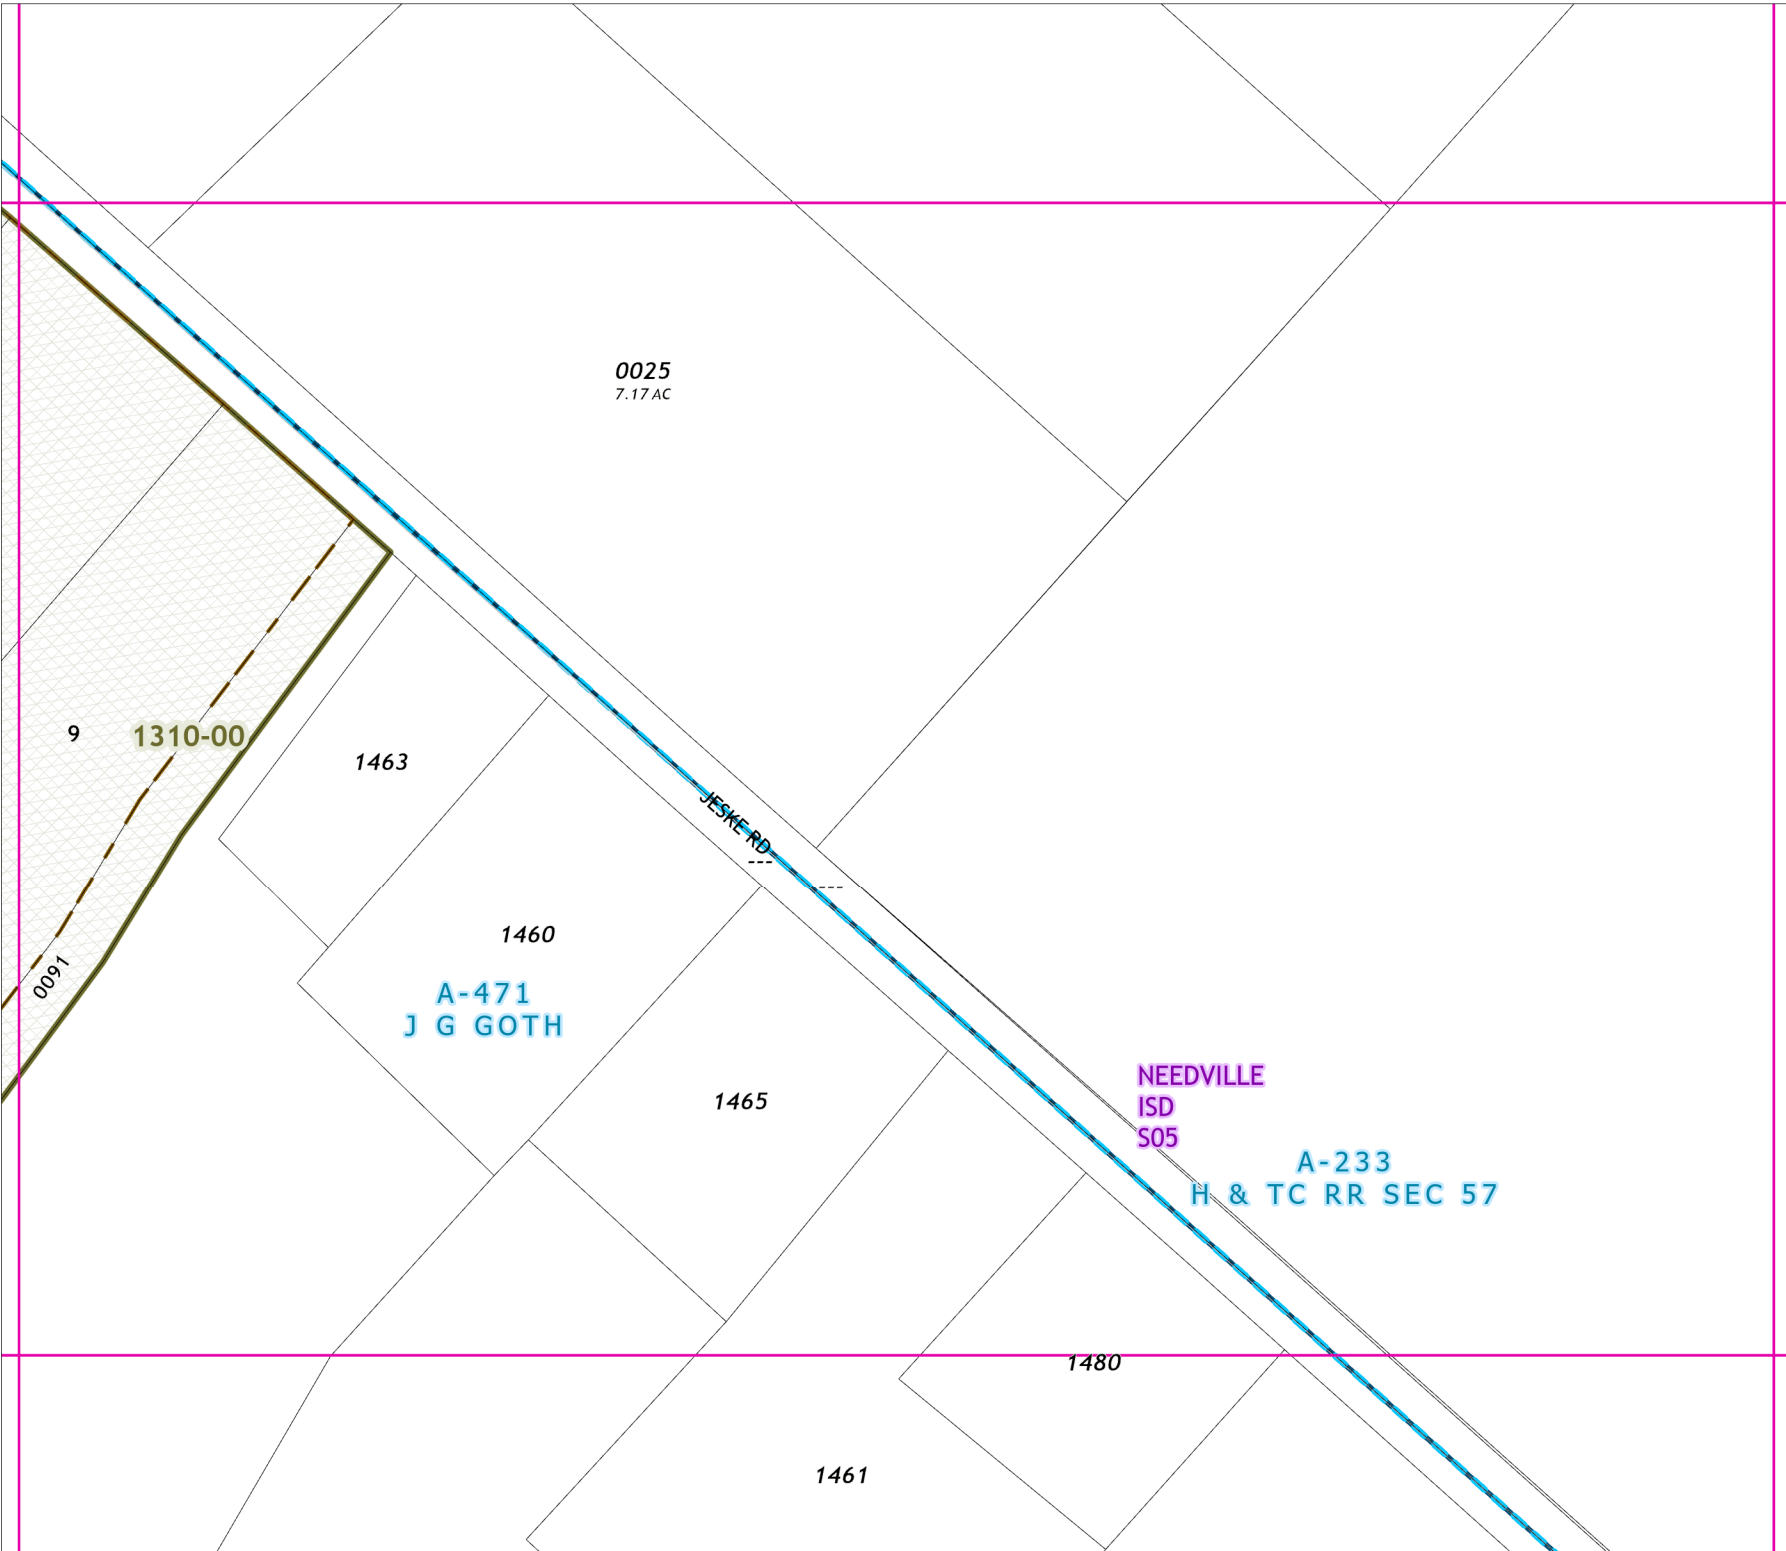 0025
7.17 AC
9
1310-00
1463
JESKE RD
1460
0091
A-471
J G GOTH
1465
NEEDVILLE
ISD
S05
A-233
H & TC RR SEC 57
1480
1461